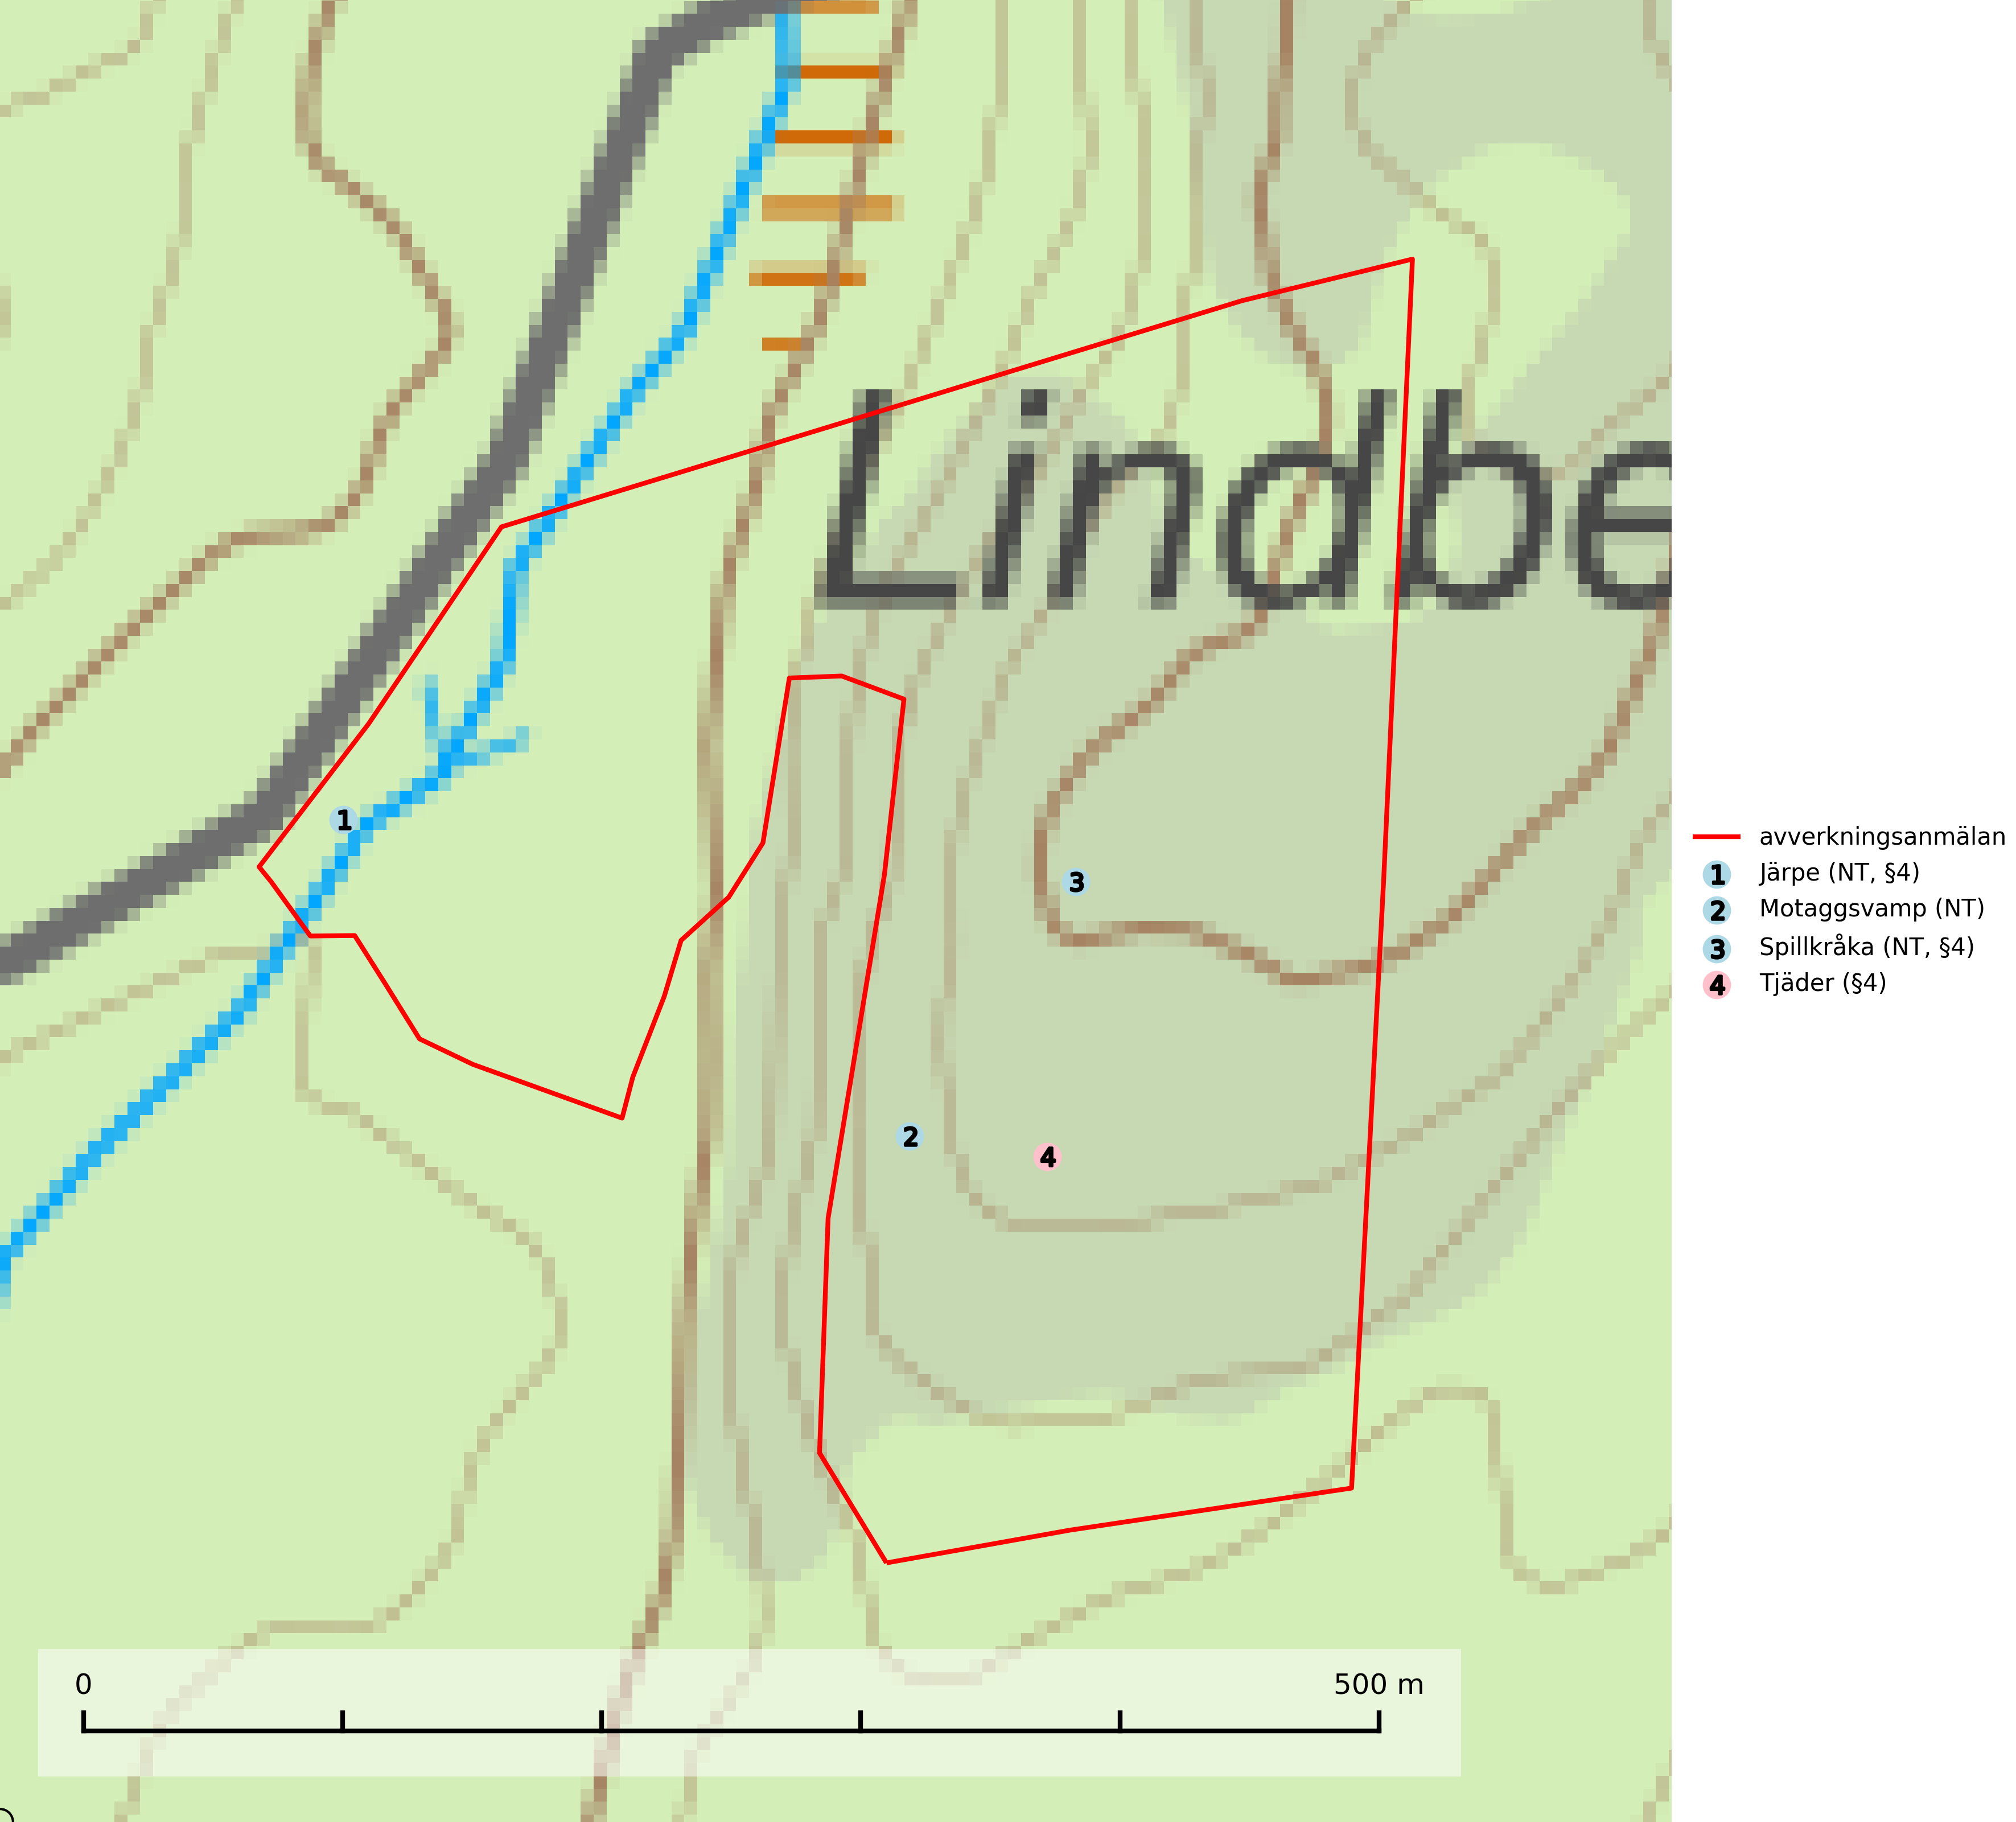 Lindbe
1
3
2
4
0
500 m
avverkningsanmälan
1 Järpe (NT, §4)
2 Motaggsvamp (NT)
3 Spillkråka (NT, §4)
4 Tjäder (§4)